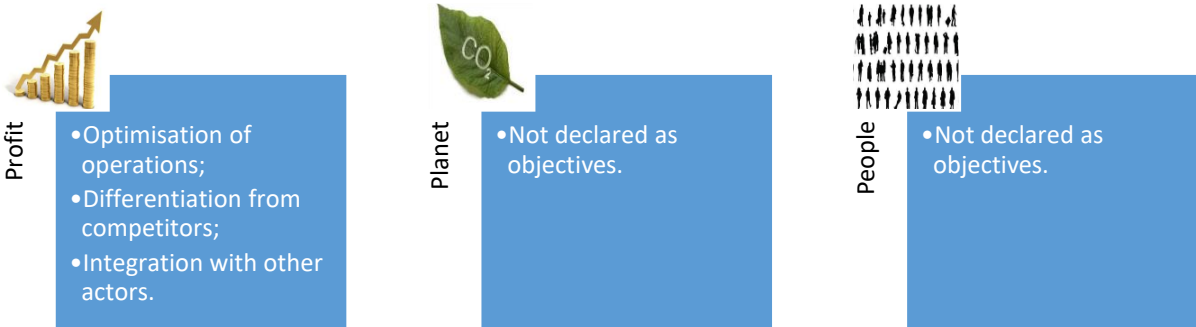 Profit
•Optimisation of
operations;
•Differentiation from
competitors;
•Integration with other
actors.
CO2
Planet
•Not declared as
objectives.
People
•Not declared as
objectives.